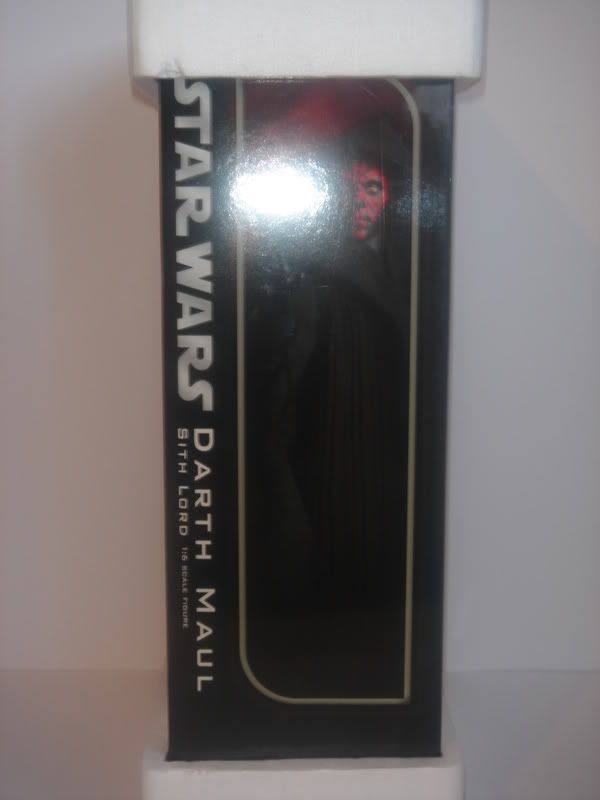 STAR WARS
DARTH MAUL
SITH LORD 1:6 SCALE FIGURE